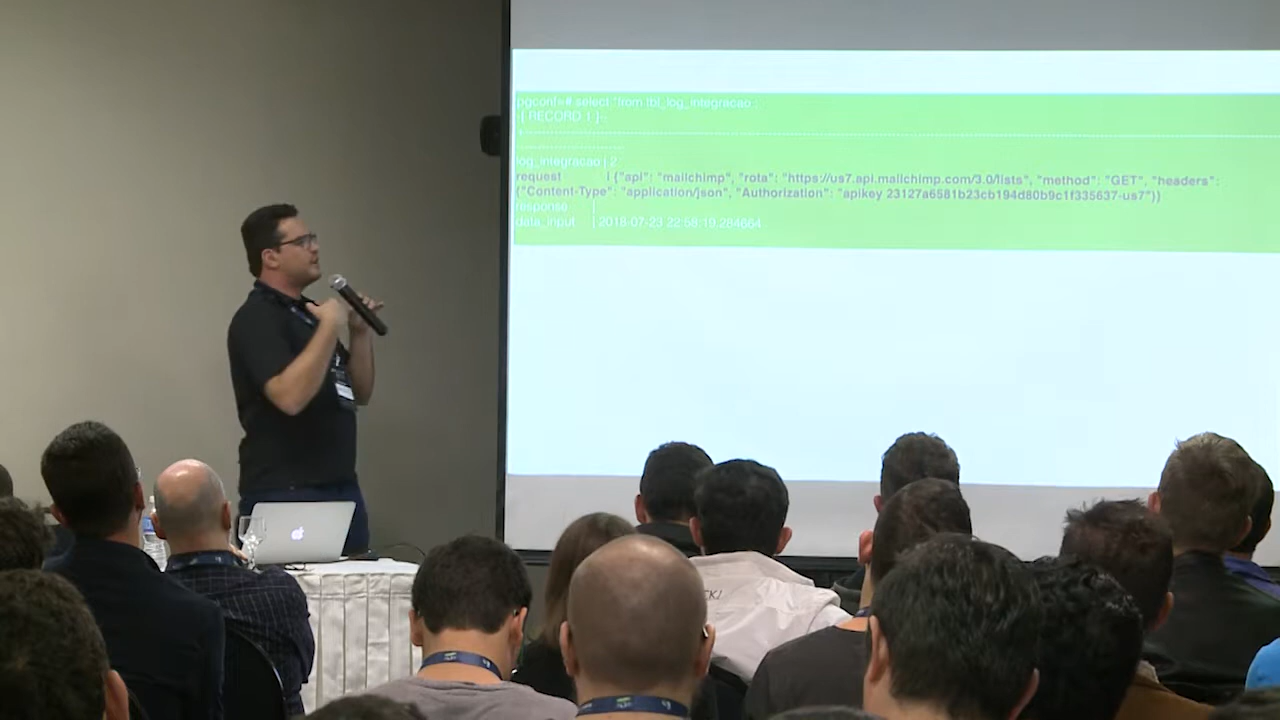 pgconf=# select *from tbl_log_integracao ;
-[ RECORD 1 ]-
log_integracao | 2
request | {"api": "mailchimp", "rota": "https://us7.api.mailchimp.com/3.0/lists", "method": "GET", "headers":
{"Content-Type": "application/json", "Authorization": "apikey 23127a6581b23cb194d80b9c1f335637-us7"}}
response |
data_input | 2018-07-23 22:58:19.284664